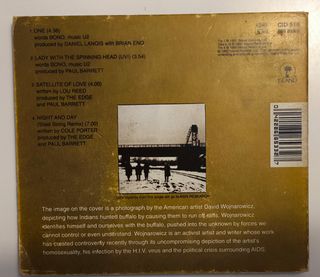 1 ONE (4.36)
words BONO, music U2
produced by DANIEL LANOIS with BRIAN ENO
2 LADY WITH THE SPINNING HEAD (UV1) (3.54)
words BONO, music U2
produced by PAUL BARRETT
3 SATELLITE OF LOVE (4.00)
written by LOU REED
produced by THE EDGE
and PAUL BARRETT
4 NIGHT AND DAY
(Steel String Remix) (7.00)
written by COLE PORTER
produced by THE EDGE
and PAUL BARRETT
CID 515
ISLAND
The image on the cover is a photograph by the American artist David Wojnarowicz,
depicting how Indians hunted buffalo by causing them to run off cliffs. Wojnarowicz
identifies himself and ourselves with the buffalo, pushed into the unknown by forces we
cannot control or even understand. Wojnarowicz is an activist artist and writer whose work
has created controversy recently through its uncompromising depiction of the artist's
homosexuality, his infection by the H.I.V. virus and the political crisis surrounding AIDS.